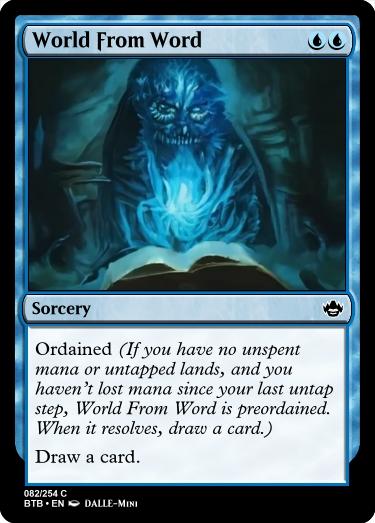 World From Word
Sorcery
Ordained (If you have no unspent
mana or untapped lands, and you
haven't lost mana since your last untap
step, World From Word is preordained.
When it resolves, draw a card.)
Draw a card.
082/254 C
BTB • EN DALLE-Mini